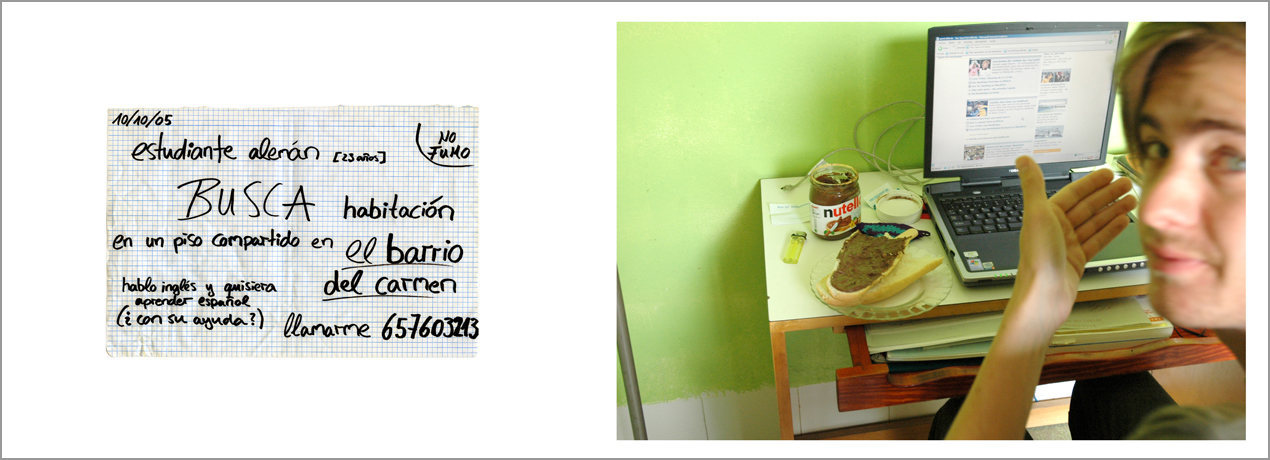 10/10/05
NO
FUMO
estudiante alemán [23 años]
BUSCA habitación
en un piso compartido en el barrio
del carmen
hablo inglés y quisiera
aprender español
(¿con su ayuda?)
llamarme 657603213
nutella